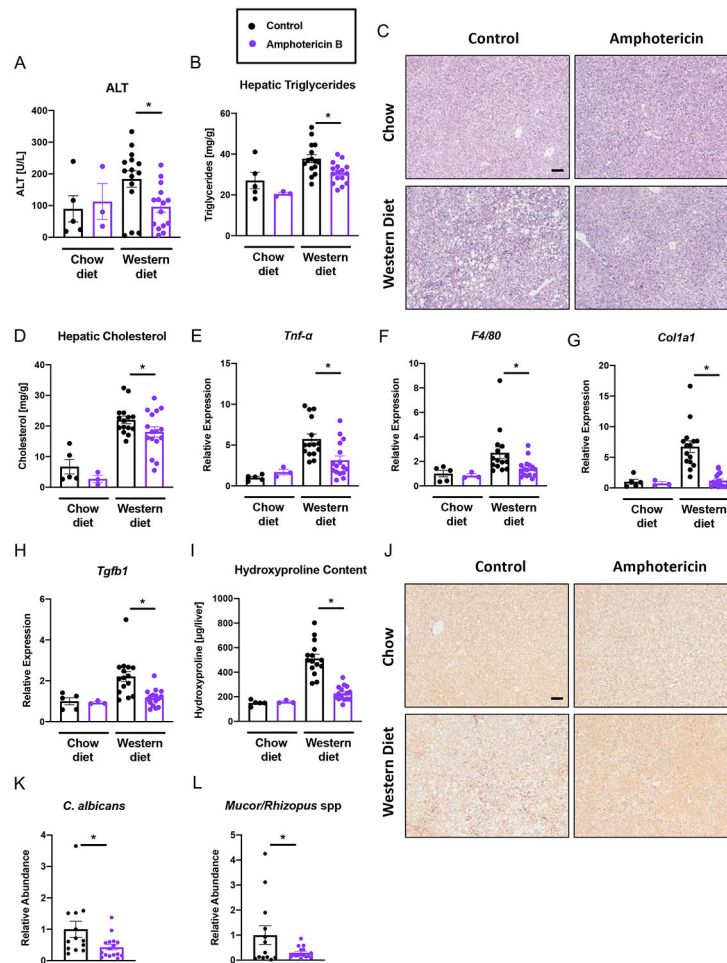 Control
Amphotericin B
A
ALT
ALT [U/L]
400
300
200
100
0
*
Chow diet
Western diet
B
Hepatic Triglycerides
Triglycerides [mg/g]
60
40
20
0
*
Chow diet
Western diet
C
Control
Amphotericin
Chow
Western Diet
D
Hepatic Cholesterol
Cholesterol [mg/g]
40
30
20
10
0
*
Chow diet
Western diet
E
Tnf-α
Relative Expression
15
10
5
0
*
Chow diet
Western diet
F
F4/80
Relative Expression
10
8
6
4
2
0
*
Chow diet
Western diet
G
Col1a1
Relative Expression
20
15
10
5
0
*
Chow diet
Western diet
H
Tgfb1
Relative Expression
6
4
2
0
*
Chow diet
Western diet
I
Hydroxyproline Content
Hydroxyproline [µg/liver]
1000
800
600
400
200
0
*
Chow diet
Western diet
J
Control
Amphotericin
Chow
Western Diet
K
C. albicans
Relative Abundance
4
3
2
1
0
*
L
Mucor/Rhizopus spp
Relative Abundance
5
4
3
2
1
0
*